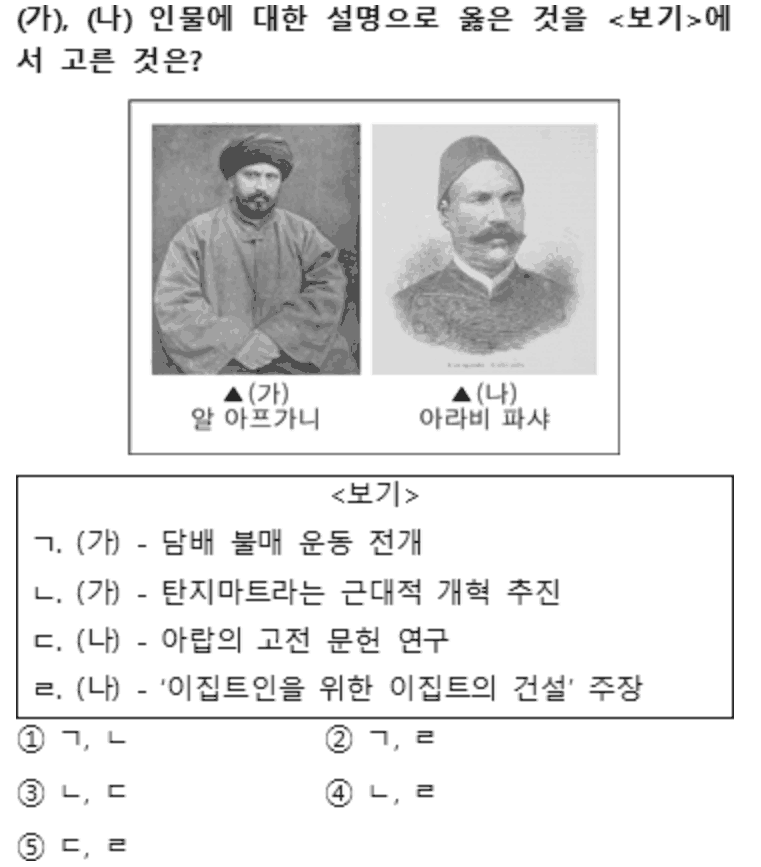 (가), (나) 인물에 대한 설명으로 옳은 것을 <보기>에
서 고른 것은?
▲(가)
알 아프가니
▲(나)
아라비 파샤
<보기>
ㄱ. (가) - 담배 불매 운동 전개
ㄴ. (가) - 탄지마트라는 근대적 개혁 추진
ㄷ. (나) - 아랍의 고전 문헌 연구
ㄹ. (나) - '이집트인을 위한 이집트의 건설' 주장
① ㄱ, ㄴ
② ㄱ, ㄹ
③ ㄴ, ㄷ
④ ㄴ, ㄹ
⑤ ㄷ, ㄹ